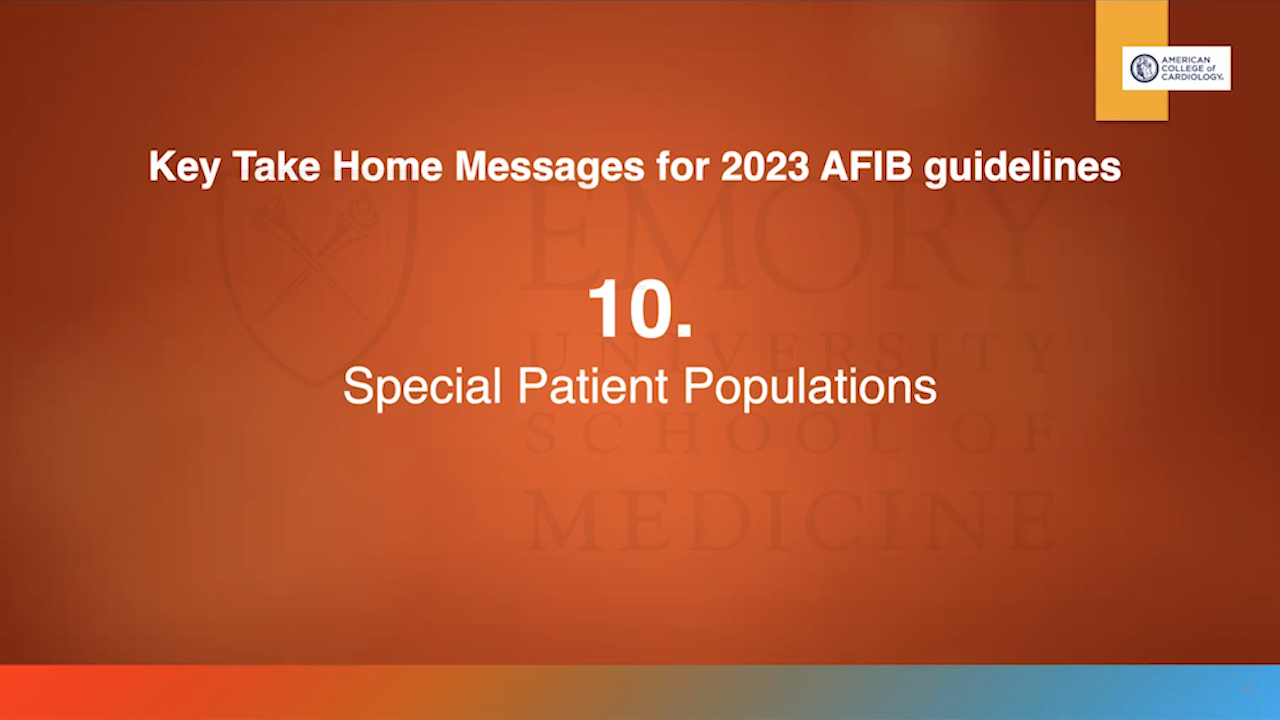 AMERICAN
COLLEGE of
CARDIOLOGY.
Key Take Home Messages for 2023 AFIB guidelines
EMORY
10.
UNIVERSITY
Special Patient Populations
SCHOOL OF
MEDICINE